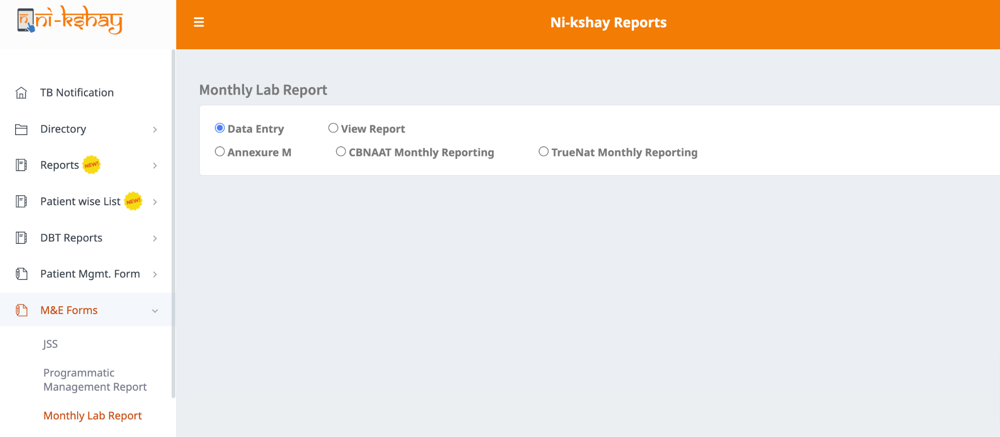 न ni-kshay
Ni-kshay Reports
TB Notification
Directory
Reports NEW!
Patient wise List NEW!
DBT Reports
Patient Mgmt. Form
M&E Forms
JSS
Programmatic
Management Report
Monthly Lab Report
Monthly Lab Report
Data Entry View Report
Annexure M CBNAAT Monthly Reporting TrueNat Monthly Reporting